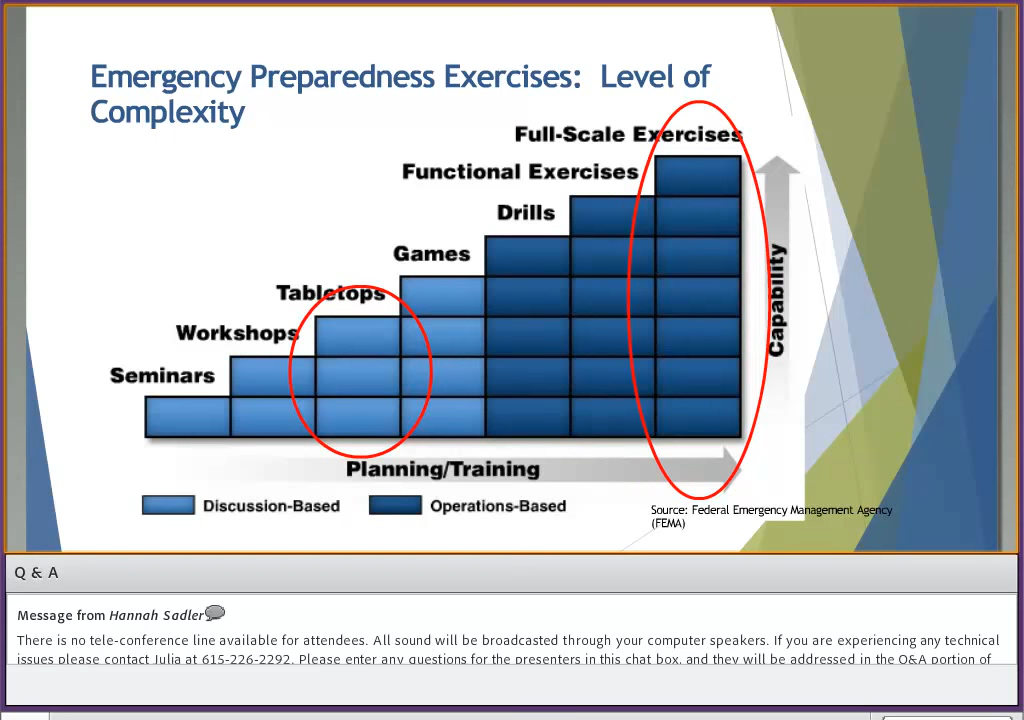 Emergency Preparedness Exercises:  Level of
Complexity
Full-Scale Exercises
Functional Exercises
Drills
Games
Tabletops
Workshops
Seminars
Capability
Planning/Training
Discussion-Based
Operations-Based
Source: Federal Emergency Management Agency
(FEMA)
Q & A
Message from Hannah Sadler
There is no tele-conference line available for attendees. All sound will be broadcasted through your computer speakers. If you are experiencing any technical
issues please contact Julia at 615-226-2292. Please enter any questions for the presenters in this chat box, and they will be addressed in the Q&A portion of